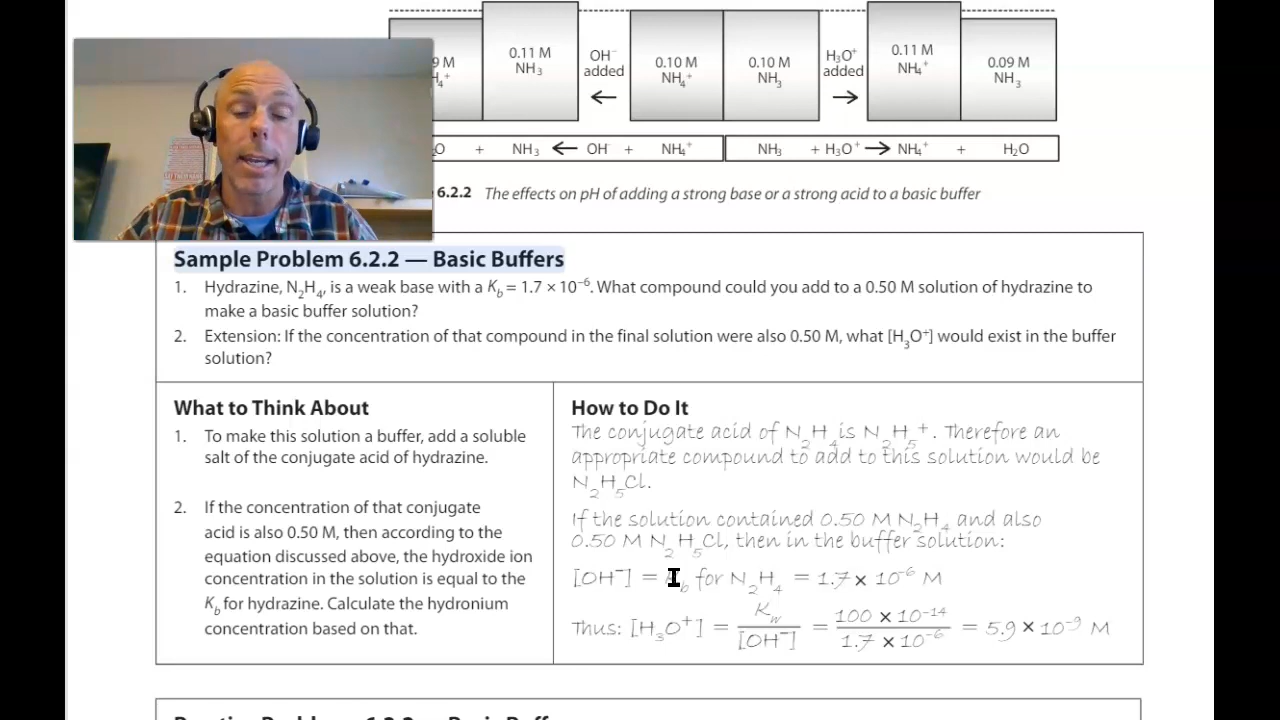 9 M
H₄⁺
0.11 M
NH₃
OH⁻
added
0.10 M
NH₄⁺
0.10 M
NH₃
H₃O⁺
added
0.11 M
NH₄⁺
0.09 M
NH₃
O + NH₃ ← OH⁻ + NH₄⁺
NH₃ + H₃O⁺ → NH₄⁺ + H₂O
6.2.2 The effects on pH of adding a strong base or a strong acid to a basic buffer
Sample Problem 6.2.2 — Basic Buffers
1. Hydrazine, N₂H₄, is a weak base with a K_b = 1.7 × 10⁻⁶. What compound could you add to a 0.50 M solution of hydrazine to
make a basic buffer solution?
2. Extension: If the concentration of that compound in the final solution were also 0.50 M, what [H₃O⁺] would exist in the buffer
solution?
What to Think About
1. To make this solution a buffer, add a soluble
salt of the conjugate acid of hydrazine.
2. If the concentration of that conjugate
acid is also 0.50 M, then according to the
equation discussed above, the hydroxide ion
concentration in the solution is equal to the
K_b for hydrazine. Calculate the hydronium
concentration based on that.
How to Do It
The conjugate acid of N₂H₄ is N₂H₅⁺. Therefore an
appropriate compound to add to this solution would be
N₂H₅Cl.
If the solution contained 0.50 M N₂H₄ and also
0.50 M N₂H₅Cl, then in the buffer solution:
[OH⁻] = K_b for N₂H₄ = 1.7 × 10⁻⁶ M
Thus: [H₃O⁺] = K_w / [OH⁻] = 100 × 10⁻¹⁴ / 1.7 × 10⁻⁶ = 5.9 × 10⁻⁹ M